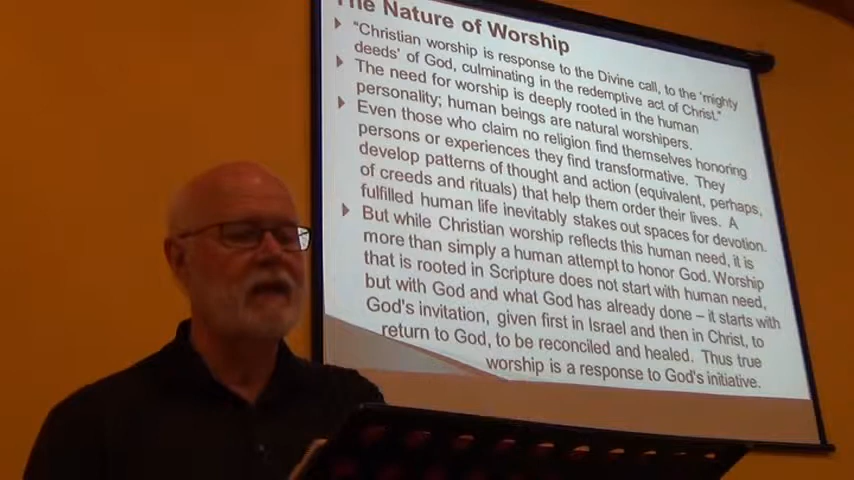 The Nature of Worship
"Christian worship is response to the Divine call, to the 'mighty
deeds' of God, culminating in the redemptive act of Christ."
The need for worship is deeply rooted in the human
personality; human beings are natural worshipers.
Even those who claim no religion find themselves honoring
persons or experiences they find transformative. They
develop patterns of thought and action (equivalent, perhaps,
of creeds and rituals) that help them order their lives. A
fulfilled human life inevitably stakes out spaces for devotion.
But while Christian worship reflects this human need, it is
more than simply a human attempt to honor God. Worship
that is rooted in Scripture does not start with human need,
but with God and what God has already done – it starts with
God's invitation, given first in Israel and then in Christ, to
return to God, to be reconciled and healed. Thus true
worship is a response to God's initiative.